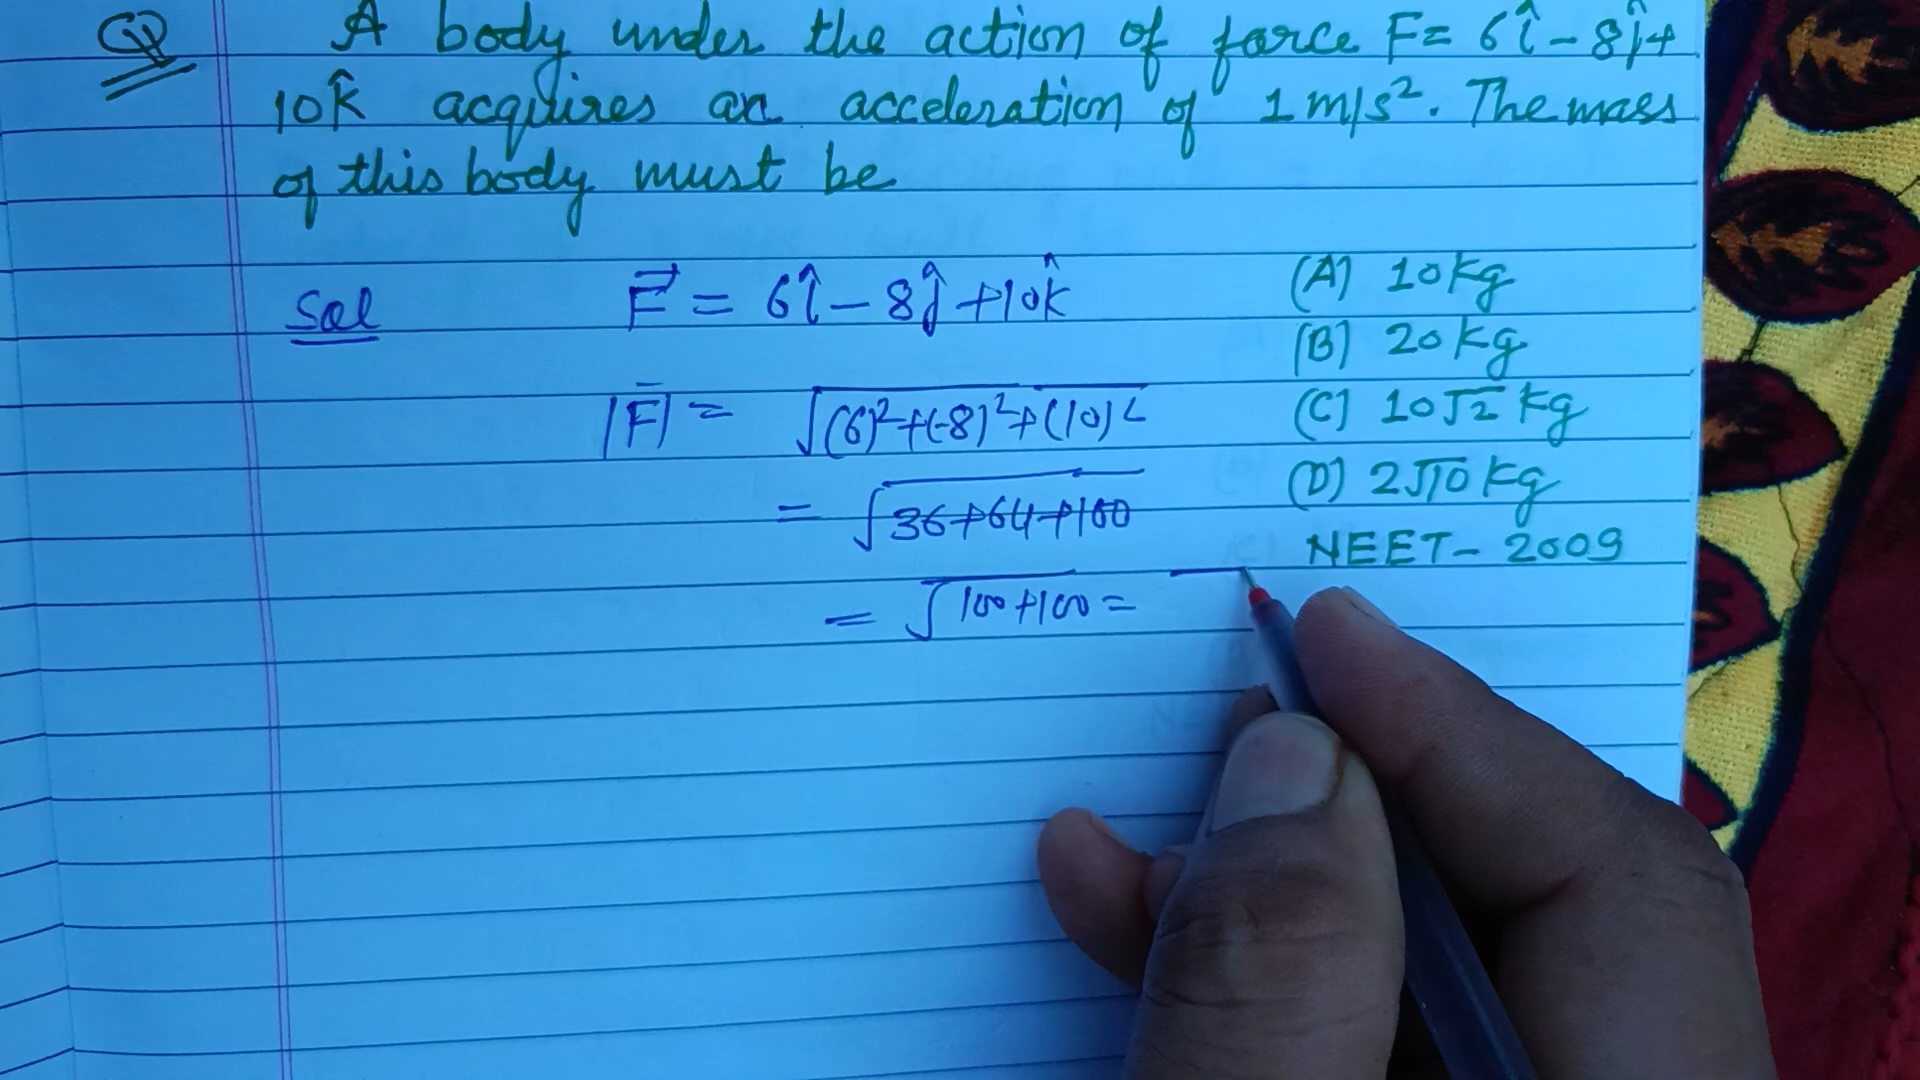 Q
A body under the action of force F= 6î - 8ĵ+
10k̂ acquires an acceleration of 1 m/s². The mass
of this body must be
Sol
F⃗ = 6î - 8ĵ +10k̂
(A) 10 kg
(B) 20 kg
|F̄| = √(6)²+(-8)²+(10)²
(C) 10√2 kg
(D) 2√10 kg
= √36+64+100
NEET- 2009
= √100+100 =